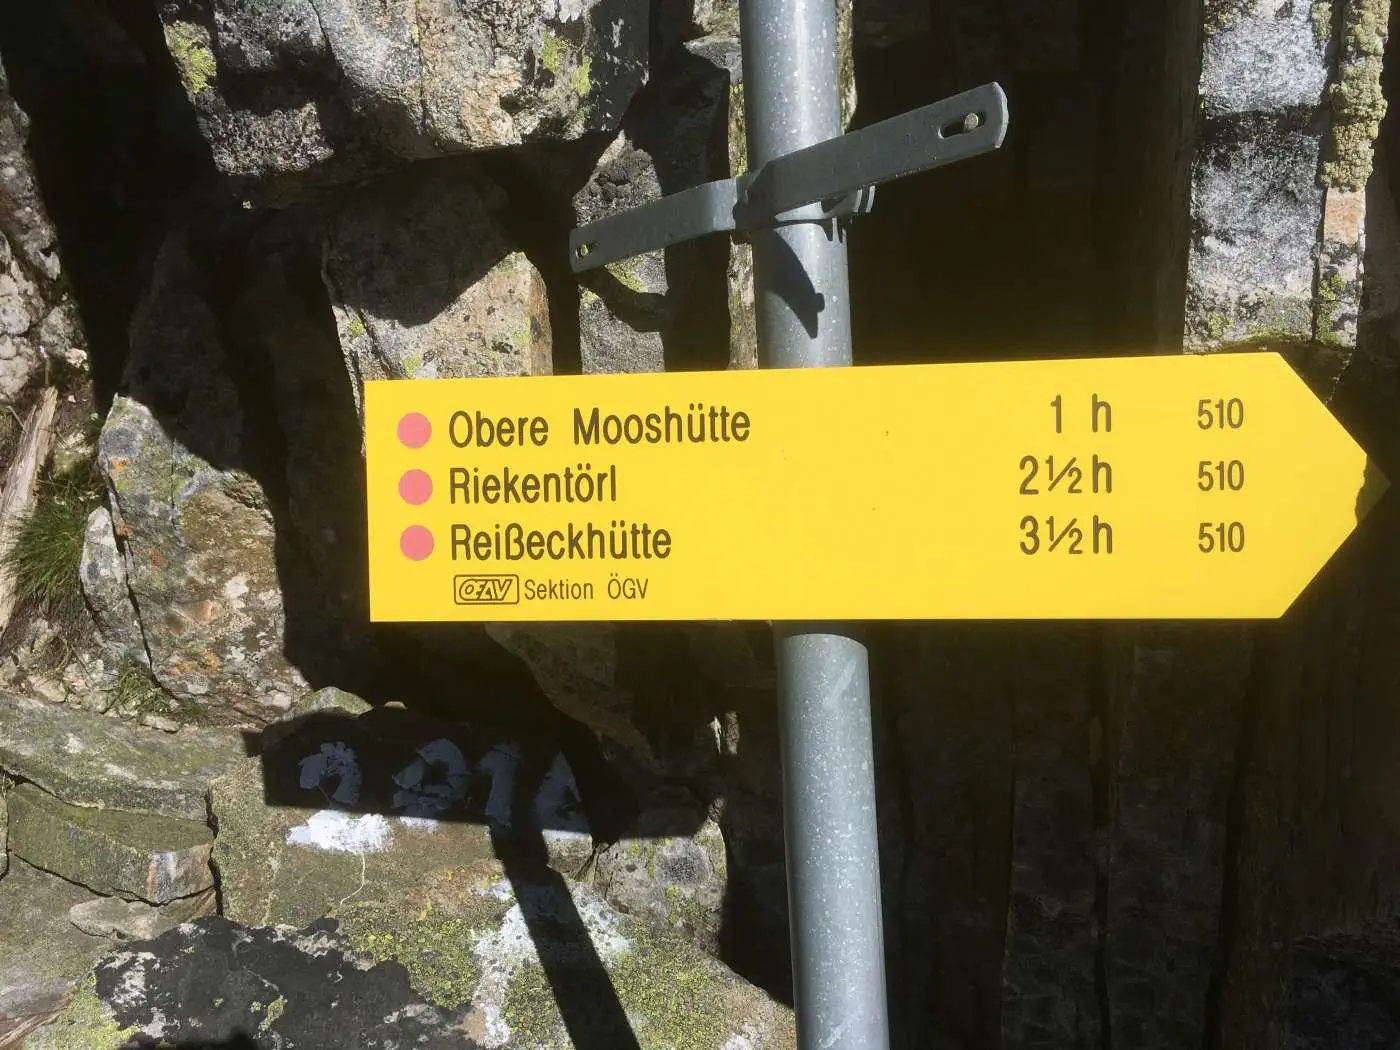 Obere Mooshütte 1 h 510
Riekentörl 2½ h 510
Reißeckhütte 3½ h 510
OEAV Sektion ÖGV